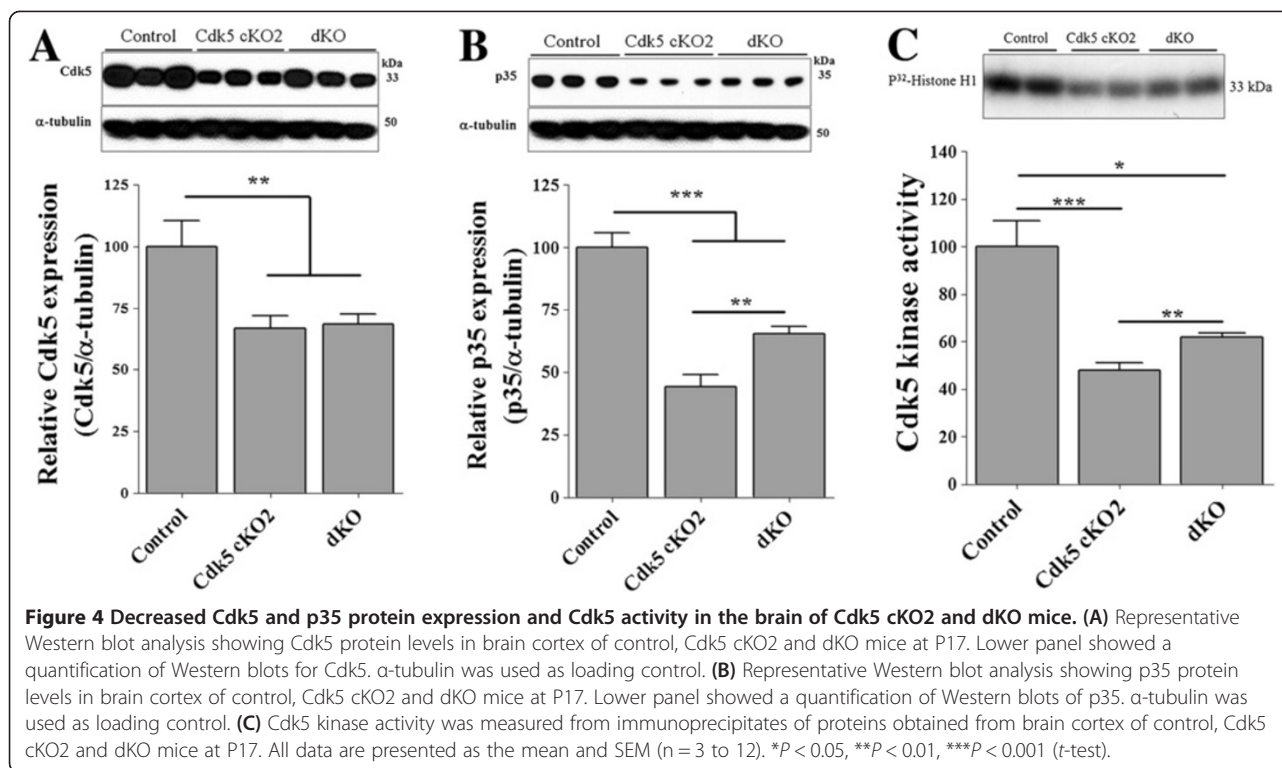 A
Control Cdk5 cKO2 dKO
kDa
Cdk5
33
α-tubulin
50
Relative Cdk5 expression
(Cdk5/α-tubulin)
125
100
75
50
25
0
**
Control
Cdk5 cKO2
dKO
B
Control Cdk5 cKO2 dKO
kDa
p35
35
α-tubulin
50
Relative p35 expression
(p35/α-tubulin)
125
100
75
50
25
0
***
**
Control
Cdk5 cKO2
dKO
C
Control Cdk5 cKO2 dKO
P³²-Histone H1
33 kDa
Cdk5 kinase activity
140
120
100
80
60
40
20
0
*
***
**
Control
Cdk5 cKO2
dKO
Figure 4 Decreased Cdk5 and p35 protein expression and Cdk5 activity in the brain of Cdk5 cKO2 and dKO mice. (A) Representative
Western blot analysis showing Cdk5 protein levels in brain cortex of control, Cdk5 cKO2 and dKO mice at P17. Lower panel showed a
quantification of Western blots for Cdk5. α-tubulin was used as loading control. (B) Representative Western blot analysis showing p35 protein
levels in brain cortex of control, Cdk5 cKO2 and dKO mice at P17. Lower panel showed a quantification of Western blots of p35. α-tubulin was
used as loading control. (C) Cdk5 kinase activity was measured from immunoprecipitates of proteins obtained from brain cortex of control, Cdk5
cKO2 and dKO mice at P17. All data are presented as the mean and SEM (n = 3 to 12). *P < 0.05, **P < 0.01, ***P < 0.001 (t-test).